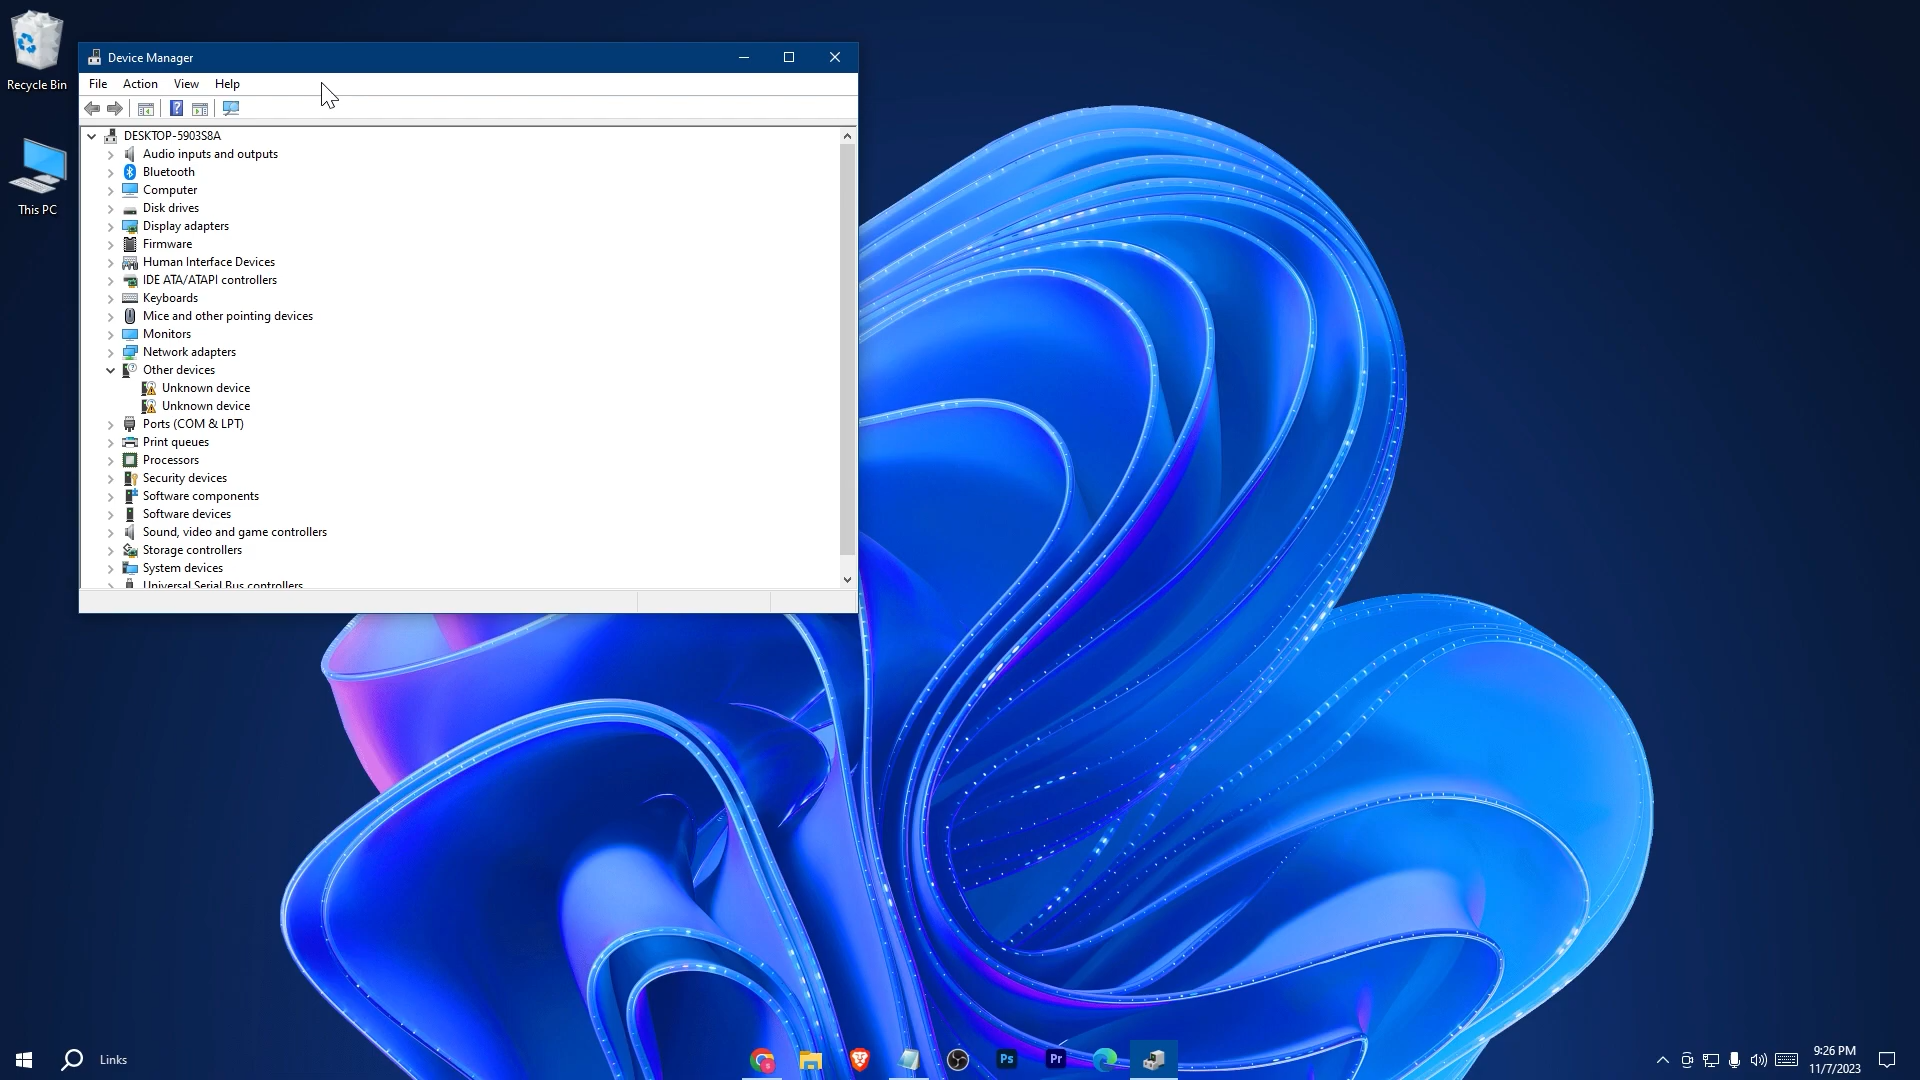 Recycle Bin
This PC
Device Manager
File Action View Help
DESKTOP-5903S8A
Audio inputs and outputs
Bluetooth
Computer
Disk drives
Display adapters
Firmware
Human Interface Devices
IDE ATA/ATAPI controllers
Keyboards
Mice and other pointing devices
Monitors
Network adapters
Other devices
Unknown device
Unknown device
Ports (COM & LPT)
Print queues
Processors
Security devices
Software components
Software devices
Sound, video and game controllers
Storage controllers
System devices
Universal Serial Bus controllers
Links
Ps
Pr
9:26 PM
11/7/2023